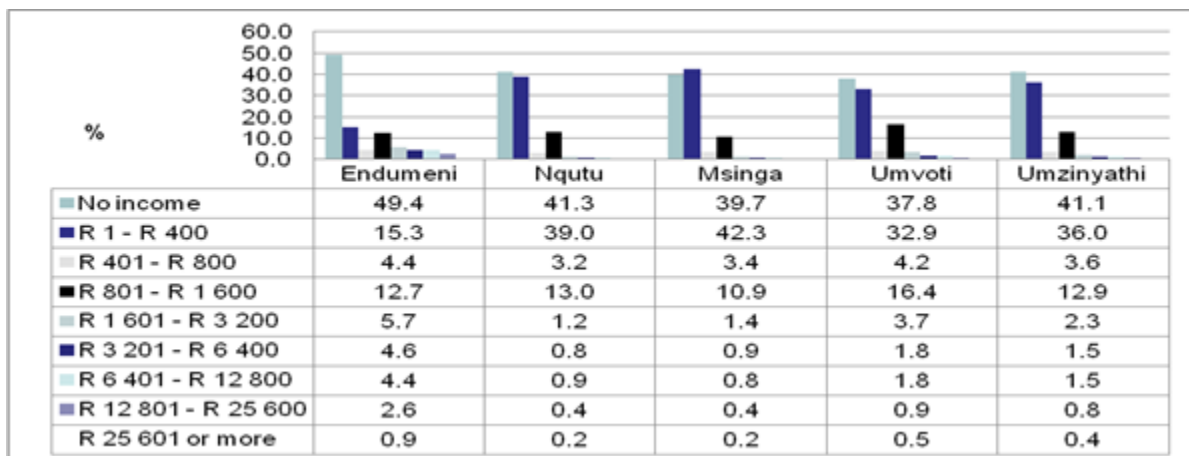 60.0
50.0
40.0
30.0
20.0
10.0
0.0
%
Endumeni Nqutu Msinga Umvoti Umzinyathi
No income 49.4 41.3 39.7 37.8 41.1
R 1 - R 400 15.3 39.0 42.3 32.9 36.0
R 401 - R 800 4.4 3.2 3.4 4.2 3.6
R 801 - R 1 600 12.7 13.0 10.9 16.4 12.9
R 1 601 - R 3 200 5.7 1.2 1.4 3.7 2.3
R 3 201 - R 6 400 4.6 0.8 0.9 1.8 1.5
R 6 401 - R 12 800 4.4 0.9 0.8 1.8 1.5
R 12 801 - R 25 600 2.6 0.4 0.4 0.9 0.8
R 25 601 or more 0.9 0.2 0.2 0.5 0.4